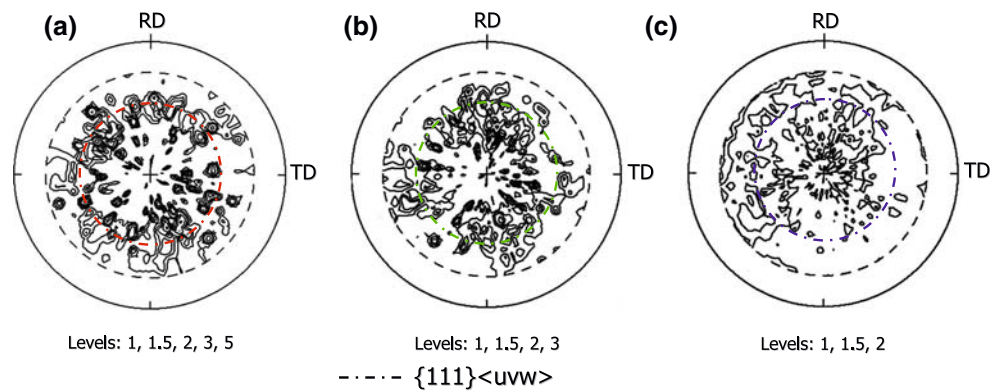 (a) RD (b) RD (c) RD
TD TD TD
Levels: 1, 1.5, 2, 3, 5 Levels: 1, 1.5, 2, 3 Levels: 1, 1.5, 2
{111}<uvw>